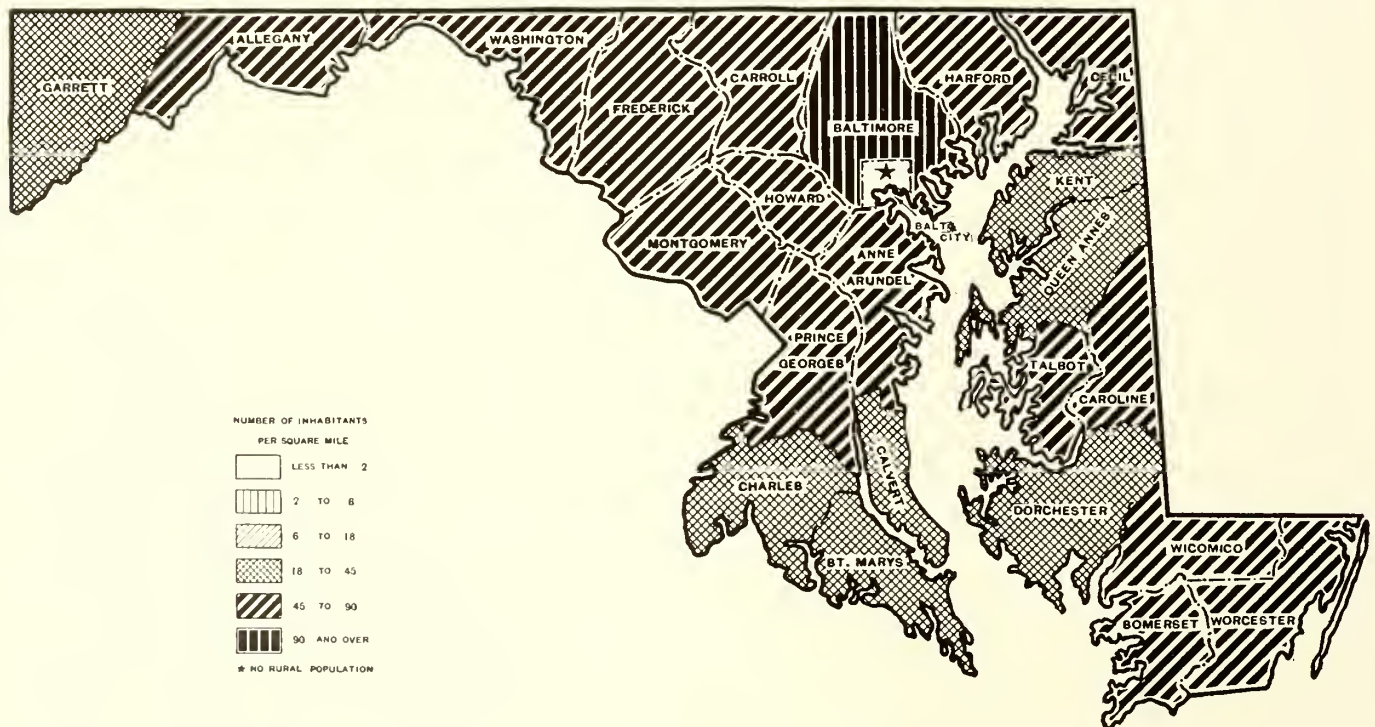 ALLEGANY
WASHINGTON
GARRETT
FREDERICK
CARROLL
BALTIMORE
HARFORD
CECIL
KENT
HOWARD
QUEEN ANNES
MONTGOMERY
BALTO
CITY
ANNE
ARUNDEL
PRINCE
GEORGES
TALBOT
CAROLINE
CALVERT
CHARLES
DORCHESTER
ST. MARYS
WICOMICO
SOMERSET
WORCESTER
NUMBER OF INHABITANTS
PER SQUARE MILE
LESS THAN 2
2 TO 6
6 TO 18
18 TO 45
45 TO 90
90 AND OVER
★ NO RURAL POPULATION